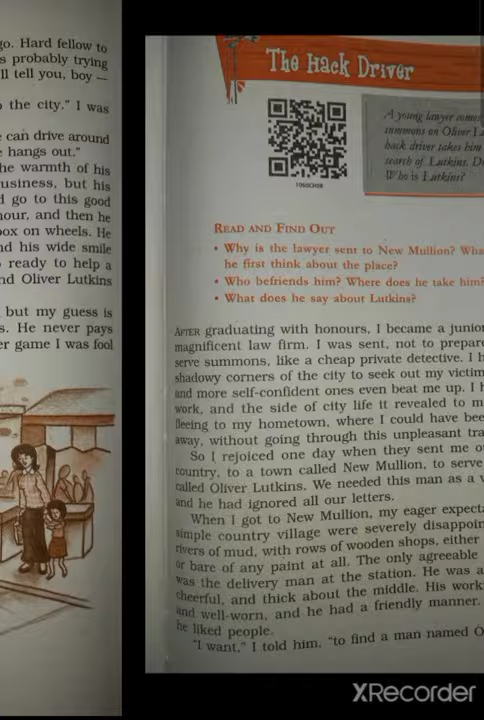 go. Hard fellow to
s probably trying
ll tell you, boy —
the city." I was
can drive around
hangs out."
he warmth of his
usiness, but his
go to this good
hour, and then he
box on wheels. He
nd his wide smile
ready to help a
nd Oliver Lutkins
but my guess is
s. He never pays
er game I was fool
The Hack Driver
1060CH08
A young lawyer comes
summons on Oliver L
hack driver takes him
search of Lutkins. D
Who is Lutkins?
READ AND FIND OUT
• Why is the lawyer sent to New Mullion? Wha
he first think about the place?
• Who befriends him? Where does he take him?
• What does he say about Lutkins?
AFTER graduating with honours, I became a junior
magnificent law firm. I was sent, not to prepare
serve summons, like a cheap private detective. I h
shadowy corners of the city to seek out my victim
and more self-confident ones even beat me up. I h
work, and the side of city life it revealed to m
fleeing to my hometown, where I could have bee
away, without going through this unpleasant tra
So I rejoiced one day when they sent me ou
country, to a town called New Mullion, to serve
called Oliver Lutkins. We needed this man as a w
and he had ignored all our letters.
When I got to New Mullion, my eager expecta
simple country village were severely disappoin
rivers of mud, with rows of wooden shops, either
or bare of any paint at all. The only agreeable
was the delivery man at the station. He was a
cheerful, and thick about the middle. His work
and well-worn, and he had a friendly manner.
he liked people.
"I want," I told him, "to find a man named O
XRecorder